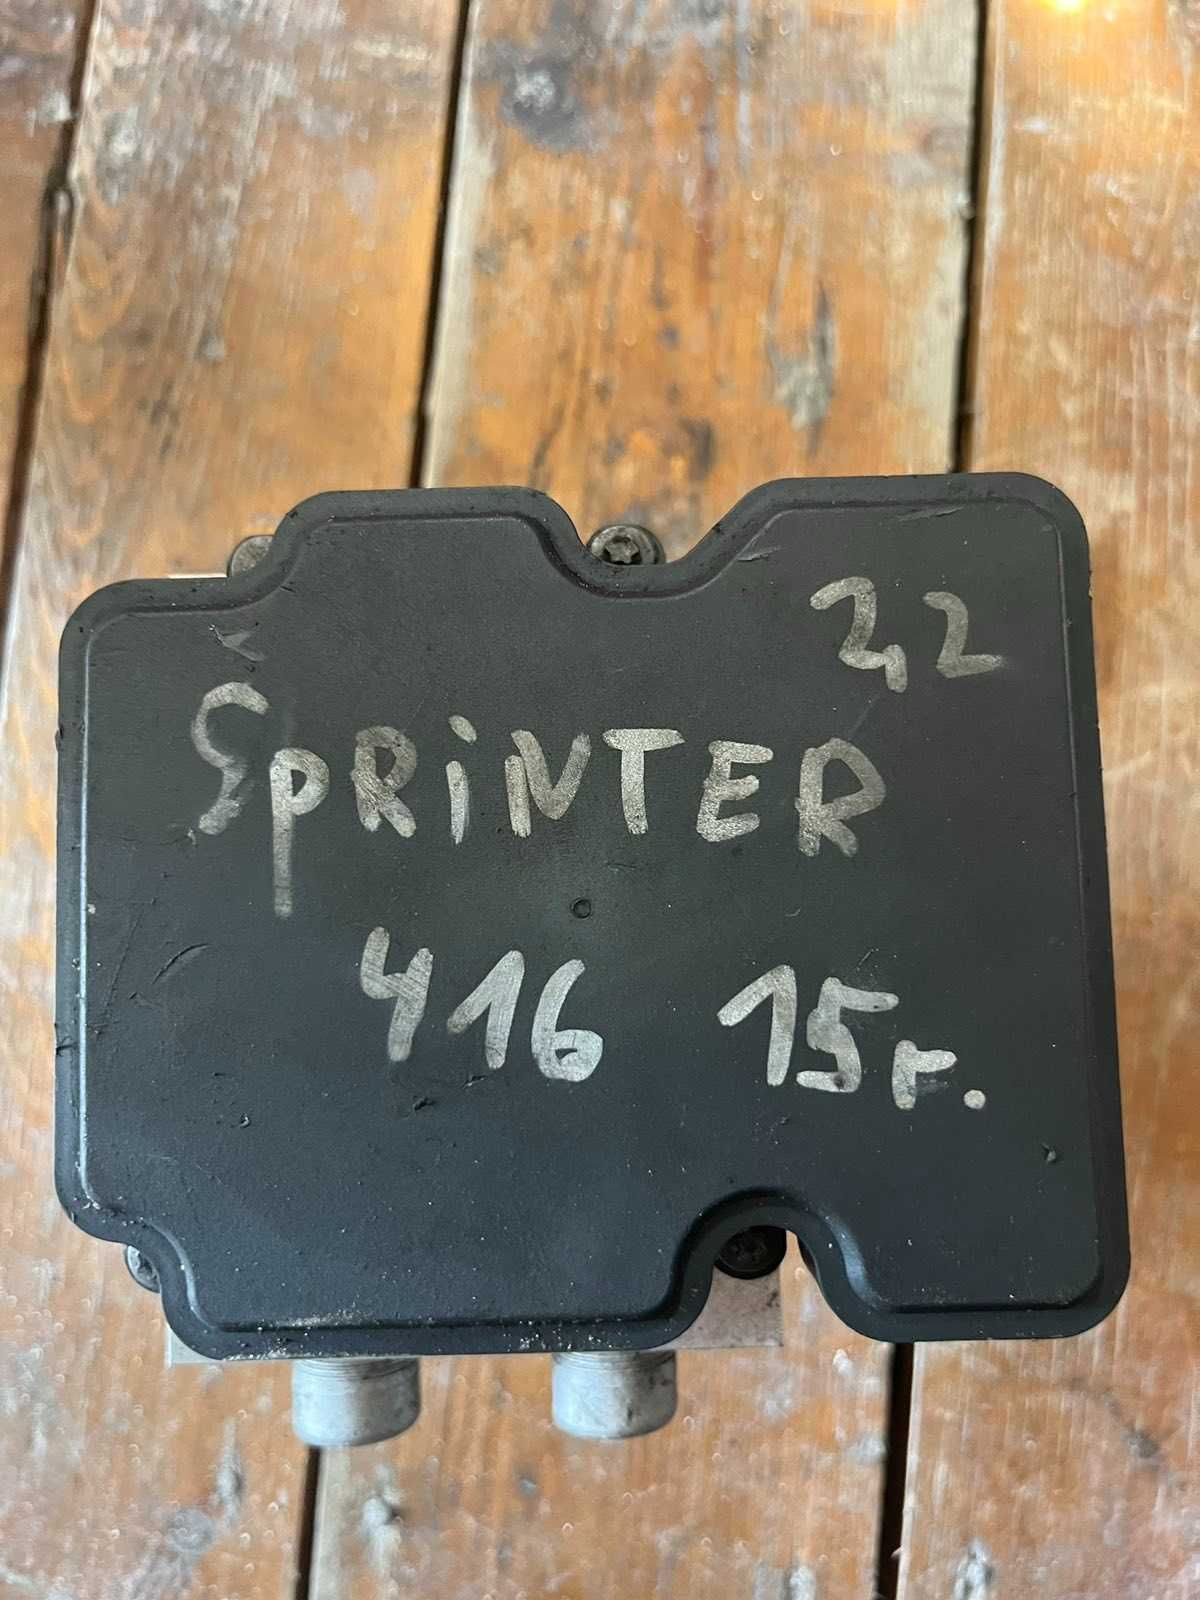 2,2
SPRiNTER
416 15г.